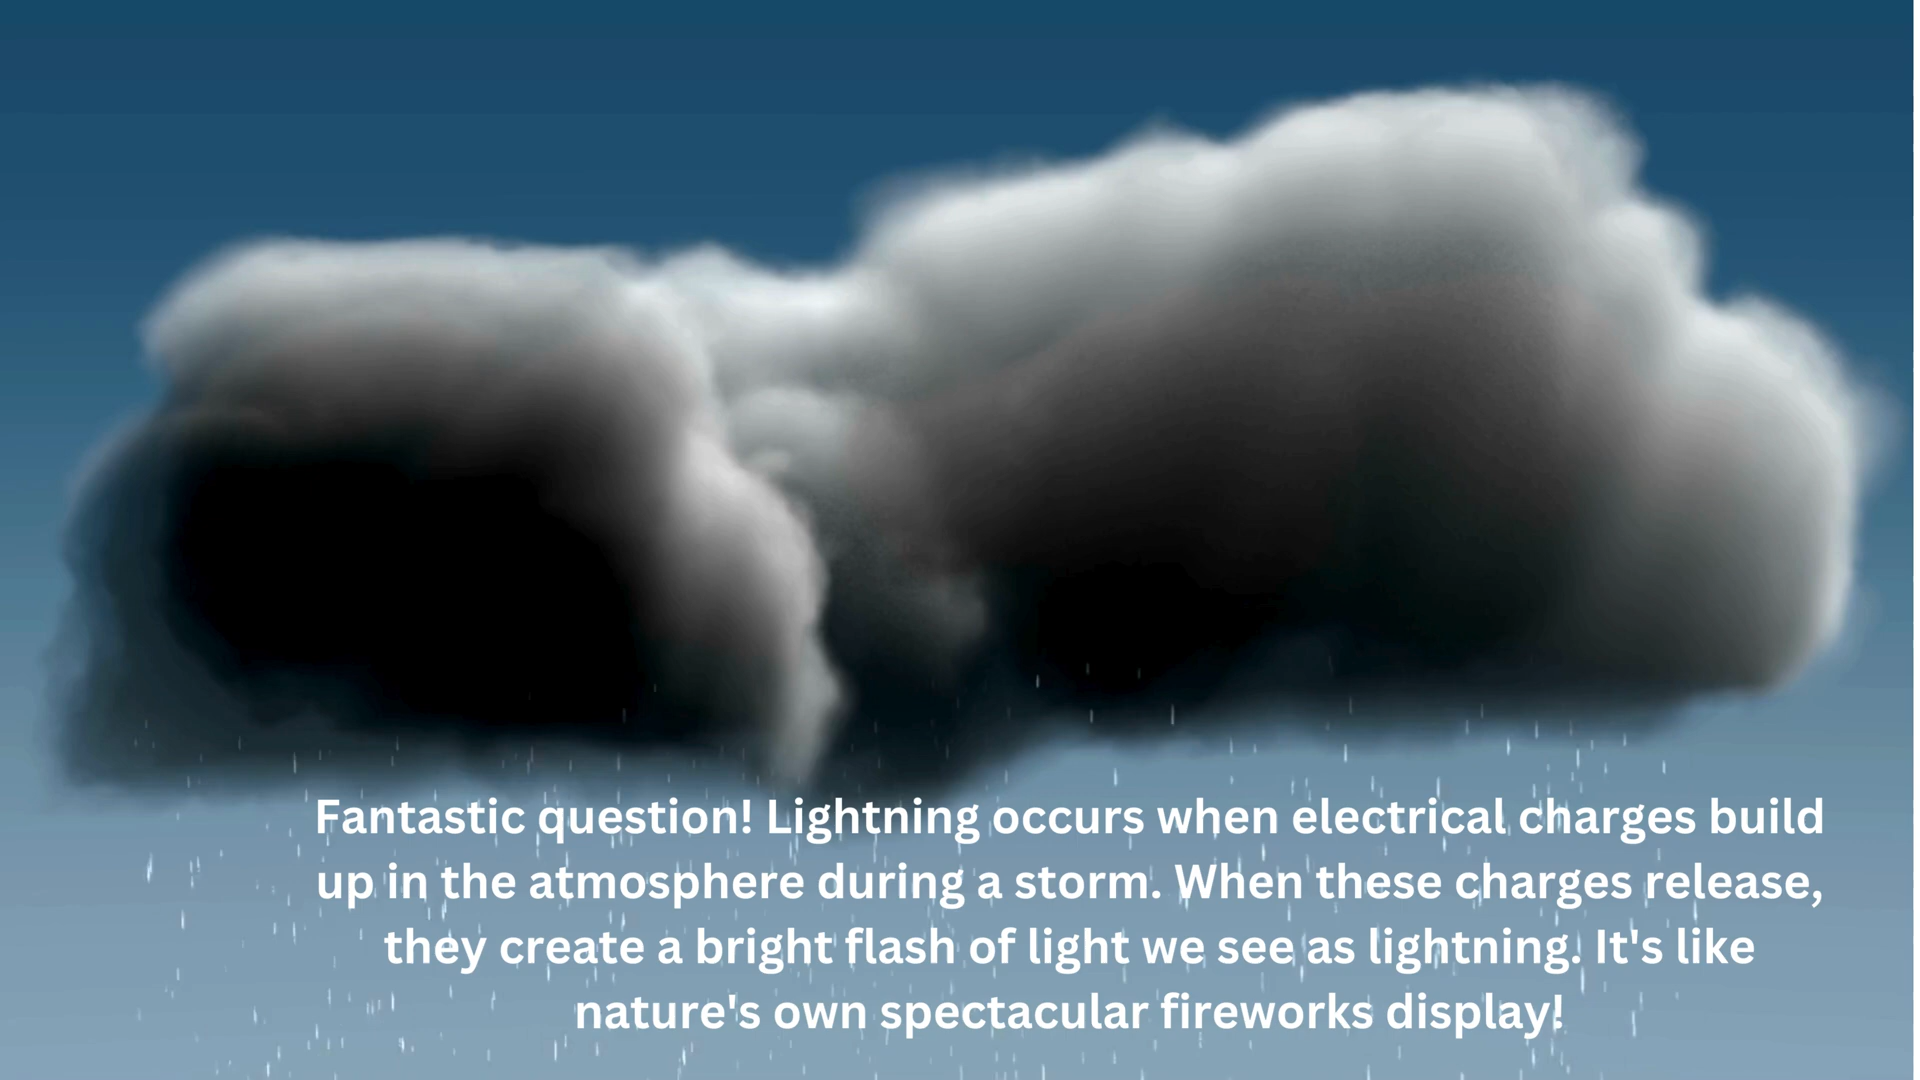 Fantastic question! Lightning occurs when electrical charges build
up in the atmosphere during a storm. When these charges release,
they create a bright flash of light we see as lightning. It's like
nature's own spectacular fireworks display!